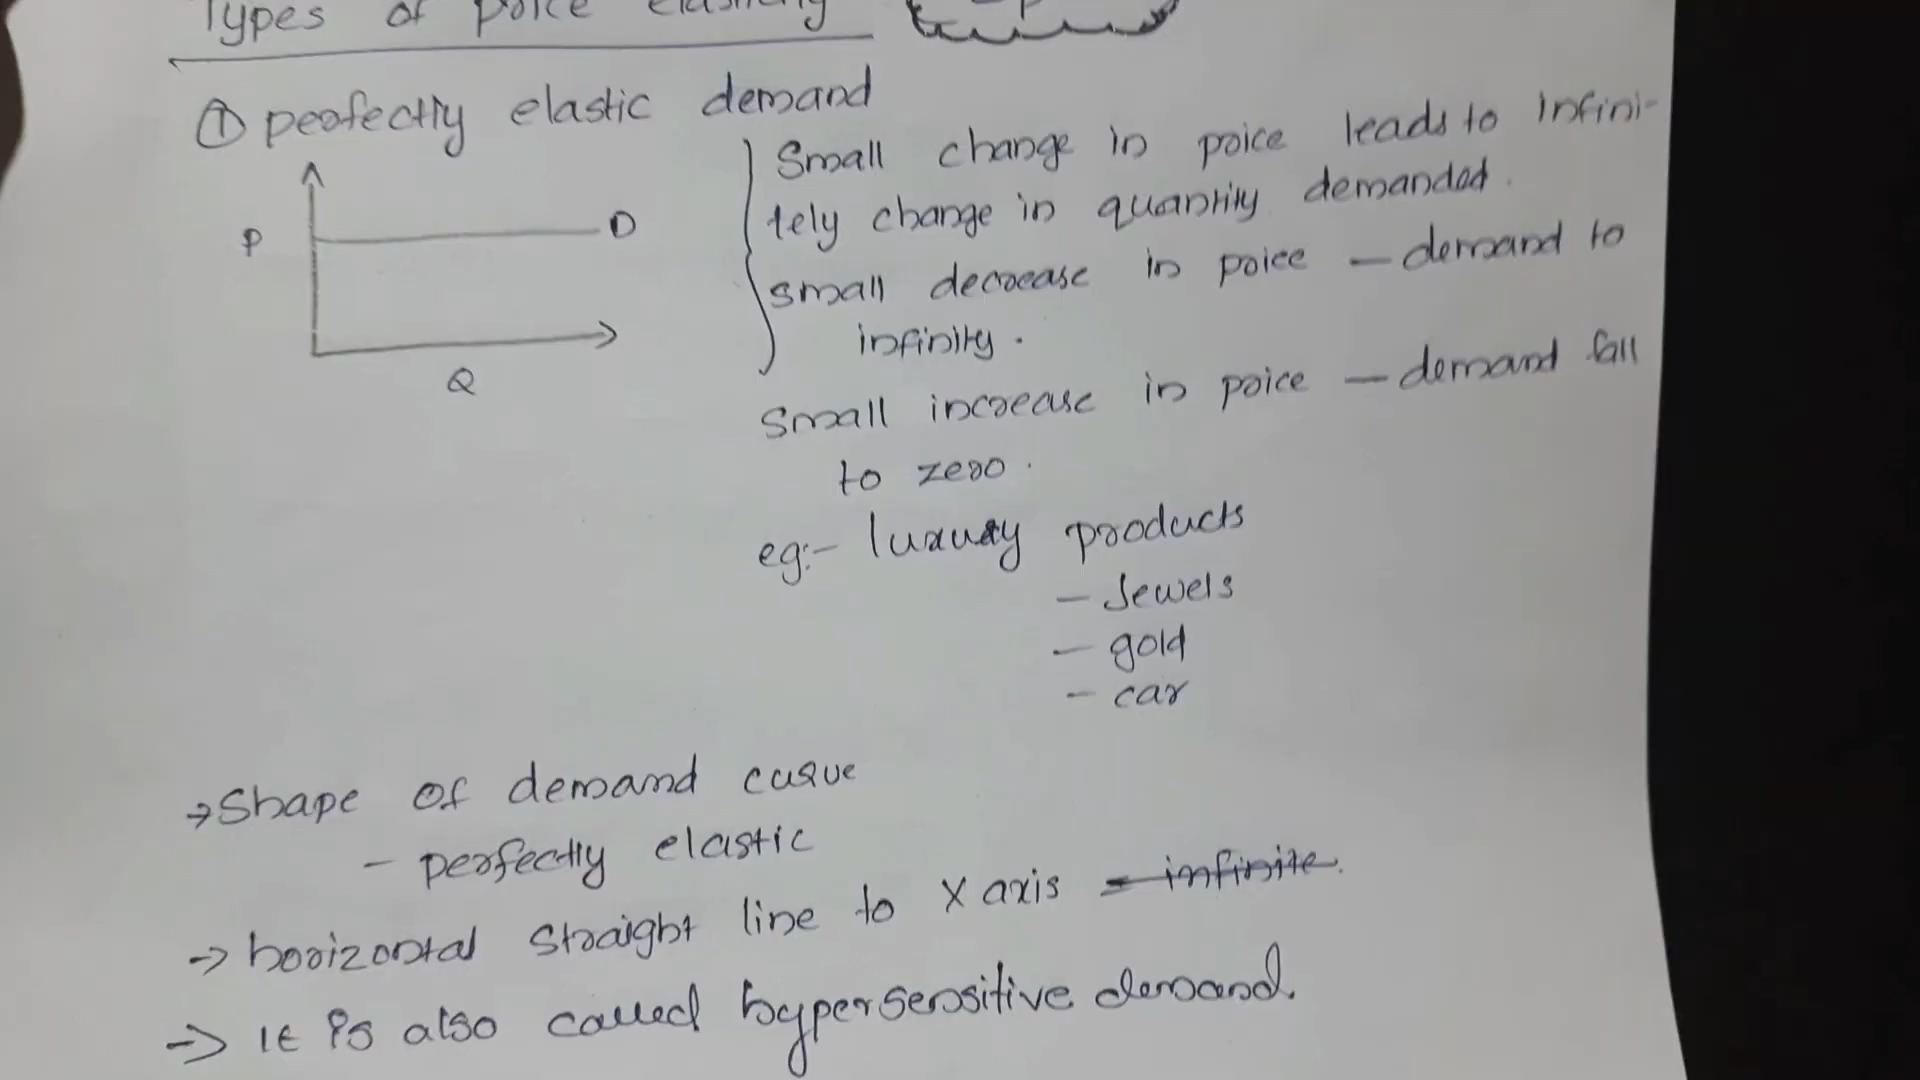 Types of price elasticity
① perfectly elastic demand
P
D
Q
Small change in price leads to infini-
tely change in quantity demanded.
small decrease in price – demand to
infinity.
Small increase in price – demand fall
to zero.
eg:- luxury products
- Jewels
- gold
- car
→ Shape of demand curve
- perfectly elastic
→ horizontal straight line to X axis - infinite.
→ It is also called hypersensitive demand.